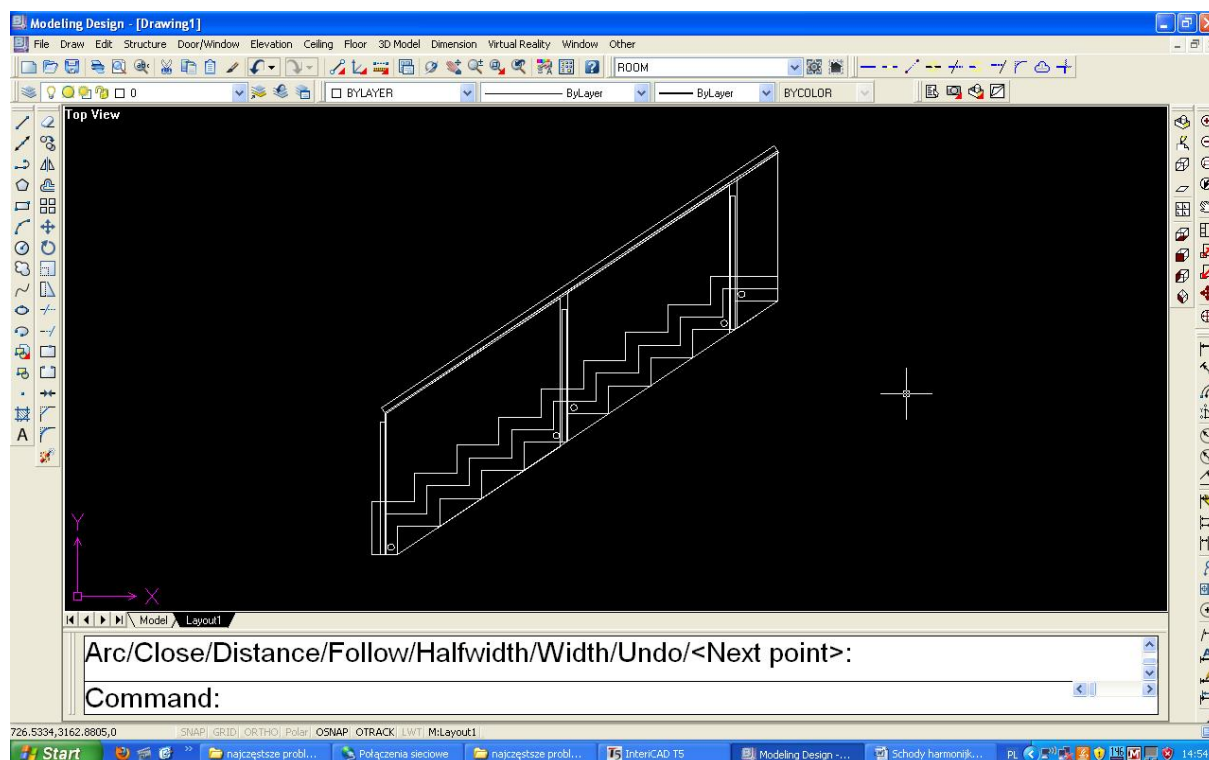 Modeling Design - [Drawing1]
File Draw Edit Structure Door/Window Elevation Ceiling Floor 3D Model Dimension Reality Window Other
ROOM
0 BYLAYER ByLayer ByLayer BYCOLOR
Top View
Y
X
Model Layout1
Arc/Close/Distance/Follow/Halfwidth/Width/Undo/<Next point>:
Command:
726.5334,3162.8805,0 SNAP GRID ORTHO Polar OSNAP OTRACK LWT M:Layout1
Start najczęstsze probl... Połączenia sieciowe najczęstsze probl... T5 InteriCAD T5 Modeling Design -... Schody harmonijk... PL 14:54